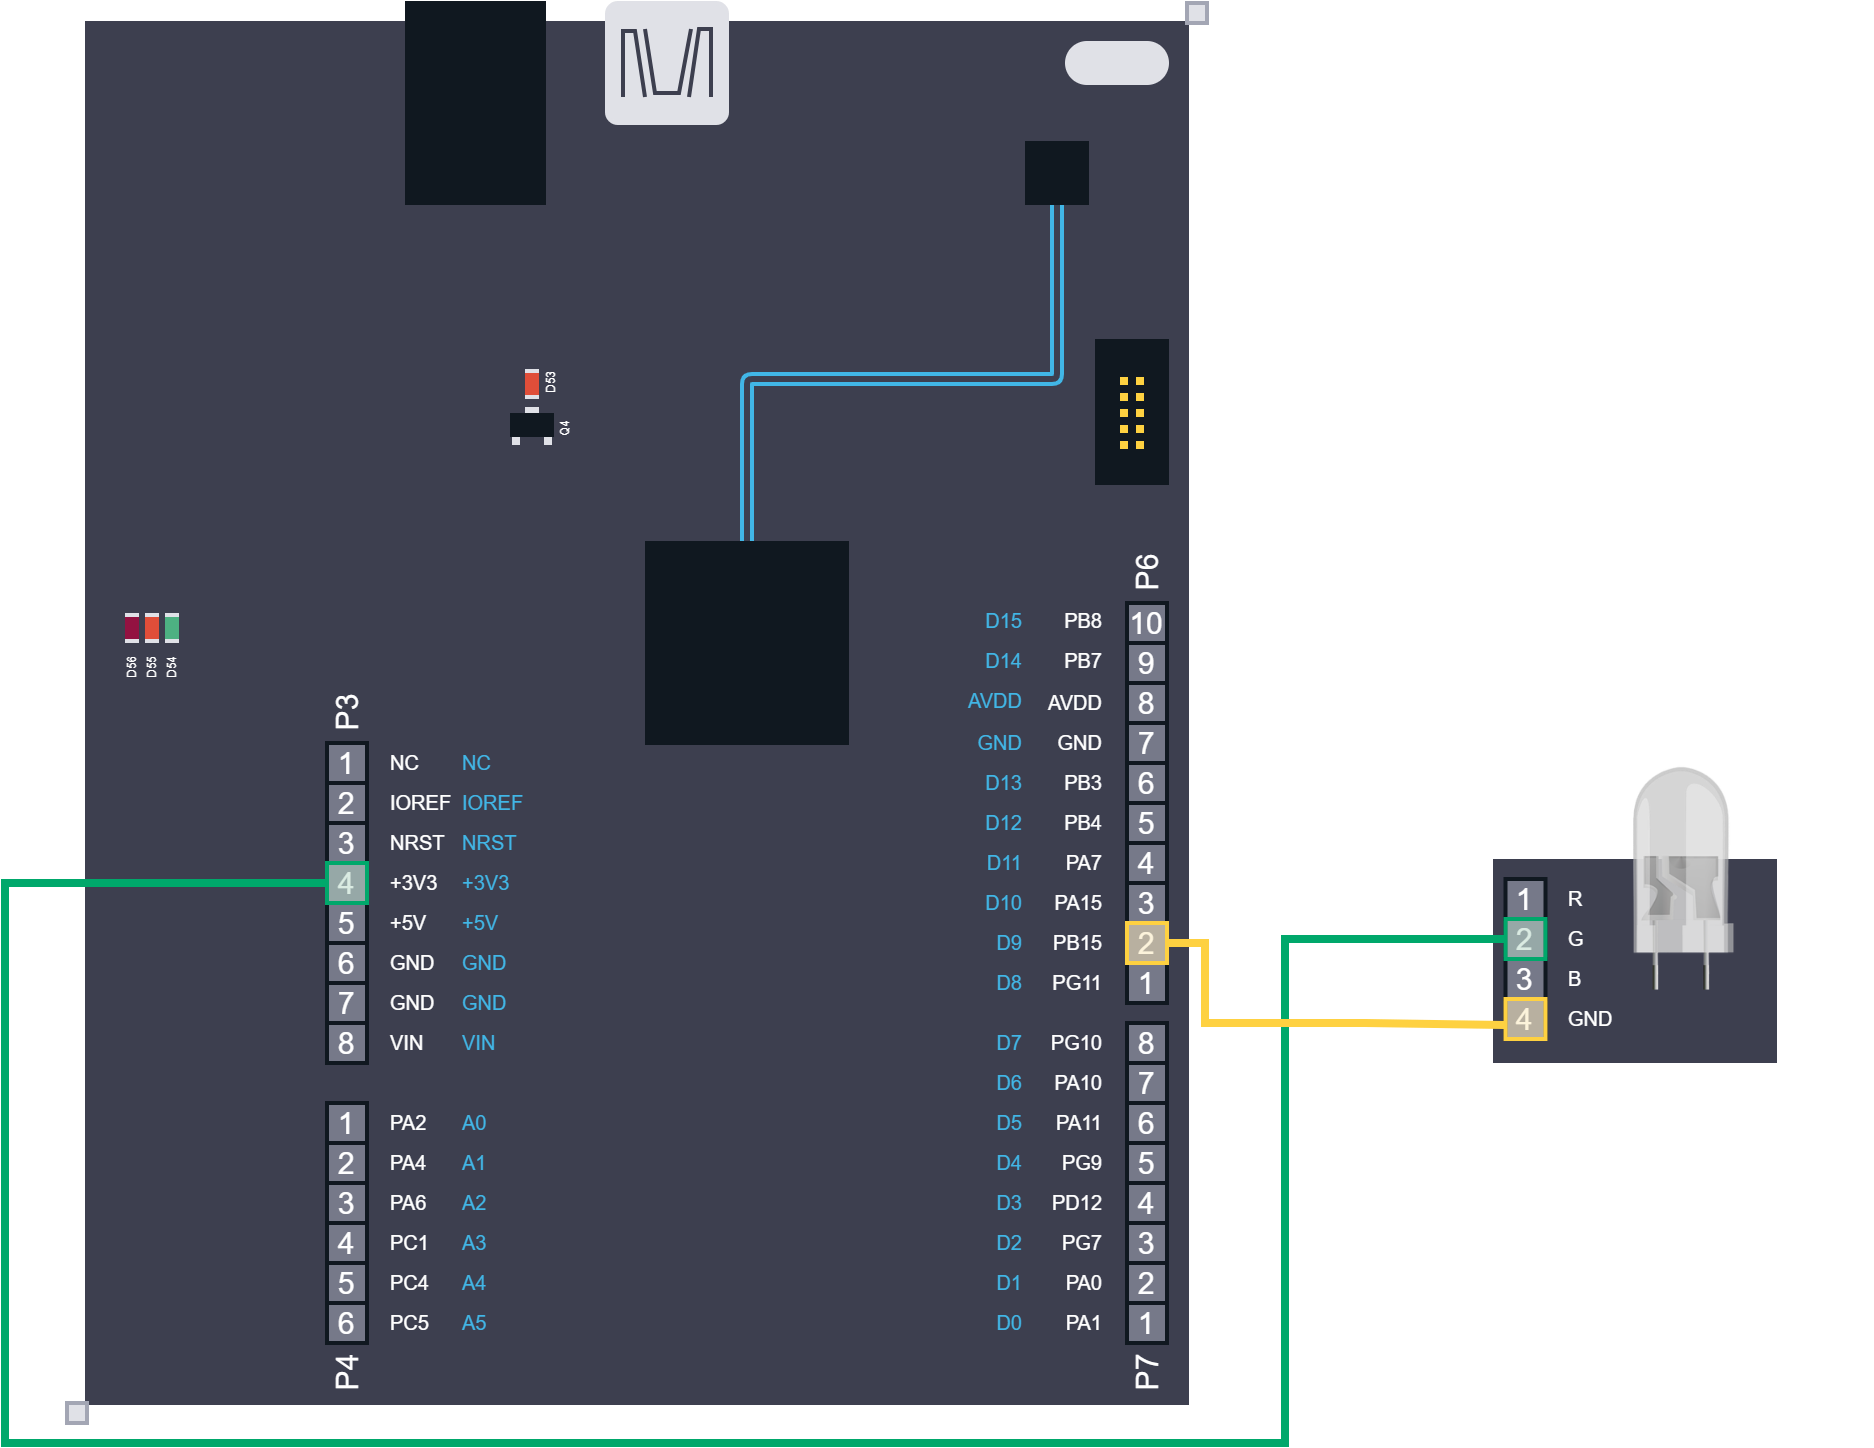 D53
Q4
D56 D55 D54
P3
1 NC NC
2 IOREF IOREF
3 NRST NRST
4 +3V3 +3V3
5 +5V +5V
6 GND GND
7 GND GND
8 VIN VIN
1 PA2 A0
2 PA4 A1
3 PA6 A2
4 PC1 A3
5 PC4 A4
6 PC5 A5
P4
P6
D15 PB8 10
D14 PB7 9
AVDD AVDD 8
GND GND 7
D13 PB3 6
D12 PB4 5
D11 PA7 4
D10 PA15 3
D9 PB15 2
D8 PG11 1
D7 PG10 8
D6 PA10 7
D5 PA11 6
D4 PG9 5
D3 PD12 4
D2 PG7 3
D1 PA0 2
D0 PA1 1
P7
1 R
2 G
3 B
4 GND